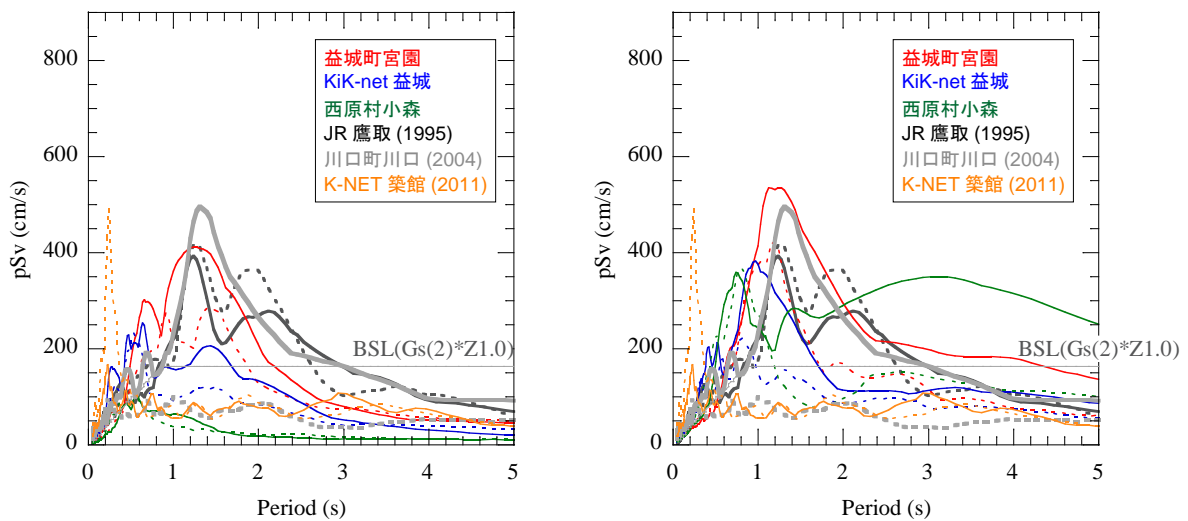 pSv (cm/s)
800
600
400
200
0
益城町宮園
KiK-net 益城
西原村小森
JR 鷹取 (1995)
川口町川口 (2004)
K-NET 築館 (2011)
BSL(Gs(2)*Z1.0)
0 1 2 3 4 5
Period (s)
pSv (cm/s)
800
600
400
200
0
益城町宮園
KiK-net 益城
西原村小森
JR 鷹取 (1995)
川口町川口 (2004)
K-NET 築館 (2011)
BSL(Gs(2)*Z1.0)
0 1 2 3 4 5
Period (s)